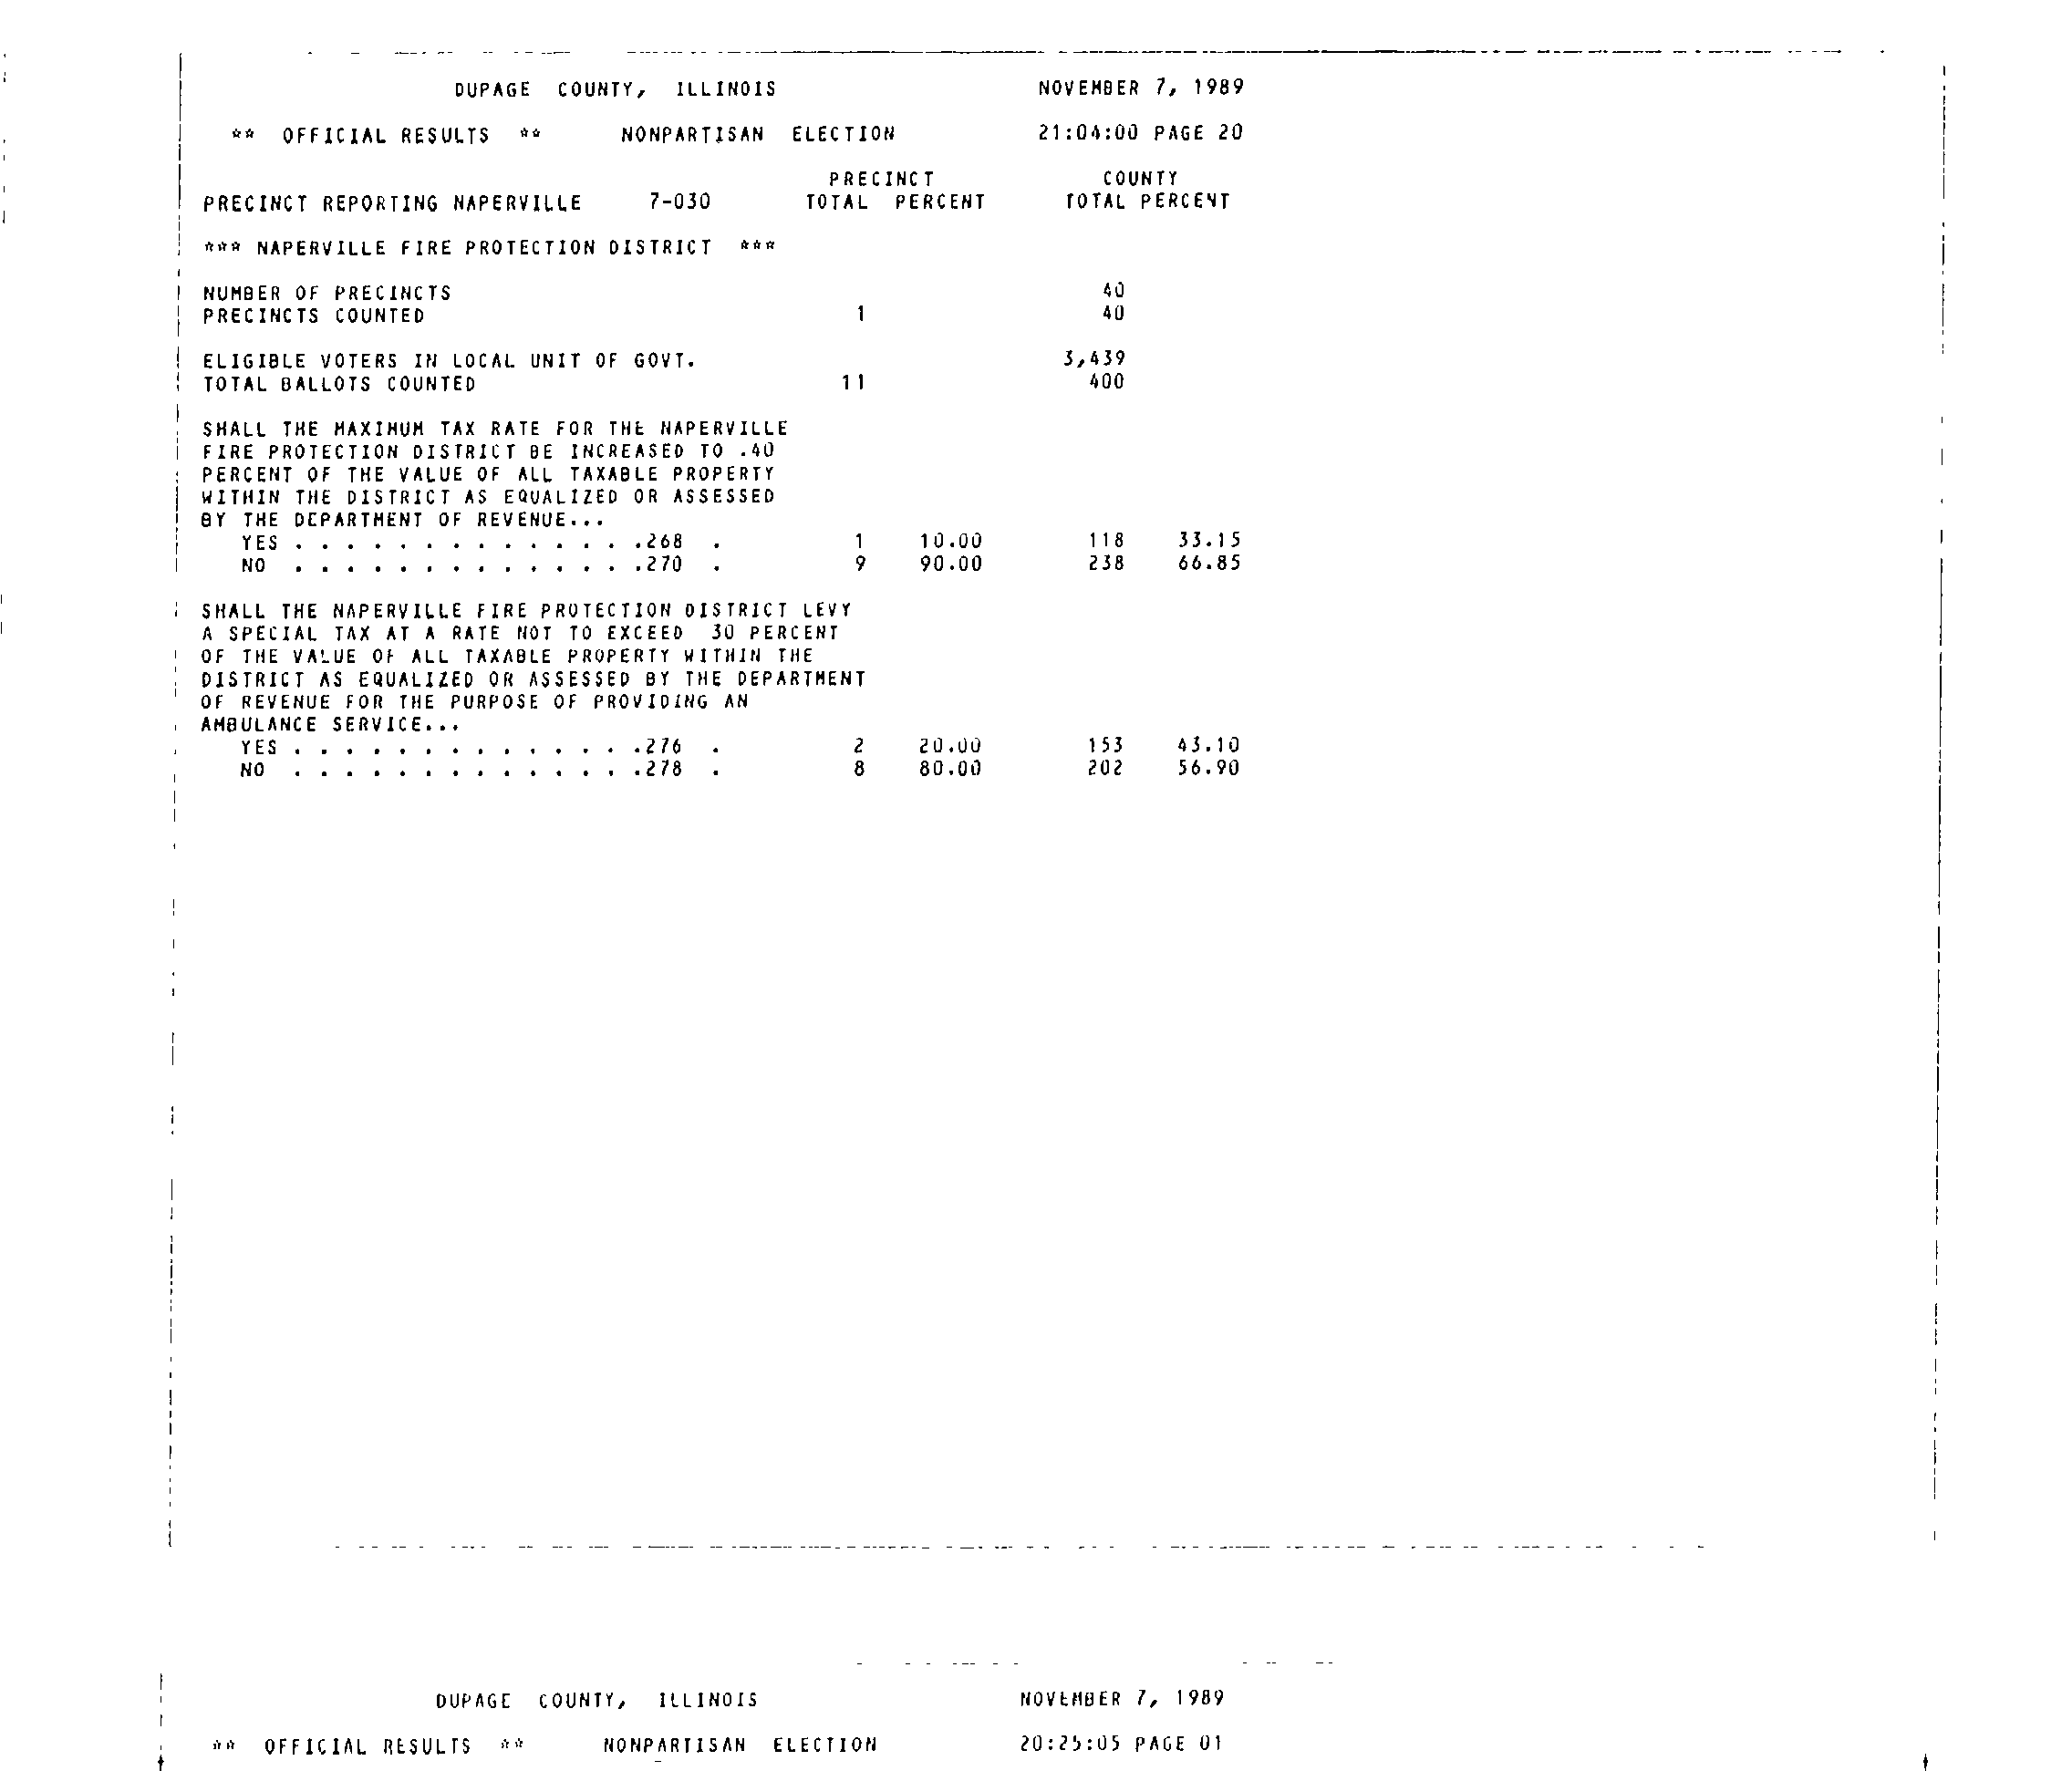 DUPAGE COUNTY, ILLINOIS NOVEMBER 7, 1989
** OFFICIAL RESULTS ** NONPARTISAN ELECTION 21:04:00 PAGE 20
PRECINCT COUNTY
PRECINCT REPORTING NAPERVILLE 7-030 TOTAL PERCENT TOTAL PERCENT
*** NAPERVILLE FIRE PROTECTION DISTRICT ***
NUMBER OF PRECINCTS 40
PRECINCTS COUNTED 1 40
ELIGIBLE VOTERS IN LOCAL UNIT OF GOVT. 3,439
TOTAL BALLOTS COUNTED 11 400
SHALL THE MAXIMUM TAX RATE FOR THE NAPERVILLE
FIRE PROTECTION DISTRICT BE INCREASED TO .40
PERCENT OF THE VALUE OF ALL TAXABLE PROPERTY
WITHIN THE DISTRICT AS EQUALIZED OR ASSESSED
BY THE DEPARTMENT OF REVENUE...
YES . . . . . . . . . . . . . .268 . 1 10.00 118 33.15
NO . . . . . . . . . . . . . .270 . 9 90.00 238 66.85
SHALL THE NAPERVILLE FIRE PROTECTION DISTRICT LEVY
A SPECIAL TAX AT A RATE NOT TO EXCEED 30 PERCENT
OF THE VALUE OF ALL TAXABLE PROPERTY WITHIN THE
DISTRICT AS EQUALIZED OR ASSESSED BY THE DEPARTMENT
OF REVENUE FOR THE PURPOSE OF PROVIDING AN
AMBULANCE SERVICE...
YES . . . . . . . . . . . . . .276 . 2 20.00 153 43.10
NO . . . . . . . . . . . . . .278 . 8 80.00 202 56.90
DUPAGE COUNTY, ILLINOIS NOVEMBER 7, 1989
** OFFICIAL RESULTS ** NONPARTISAN ELECTION 20:25:05 PAGE 01